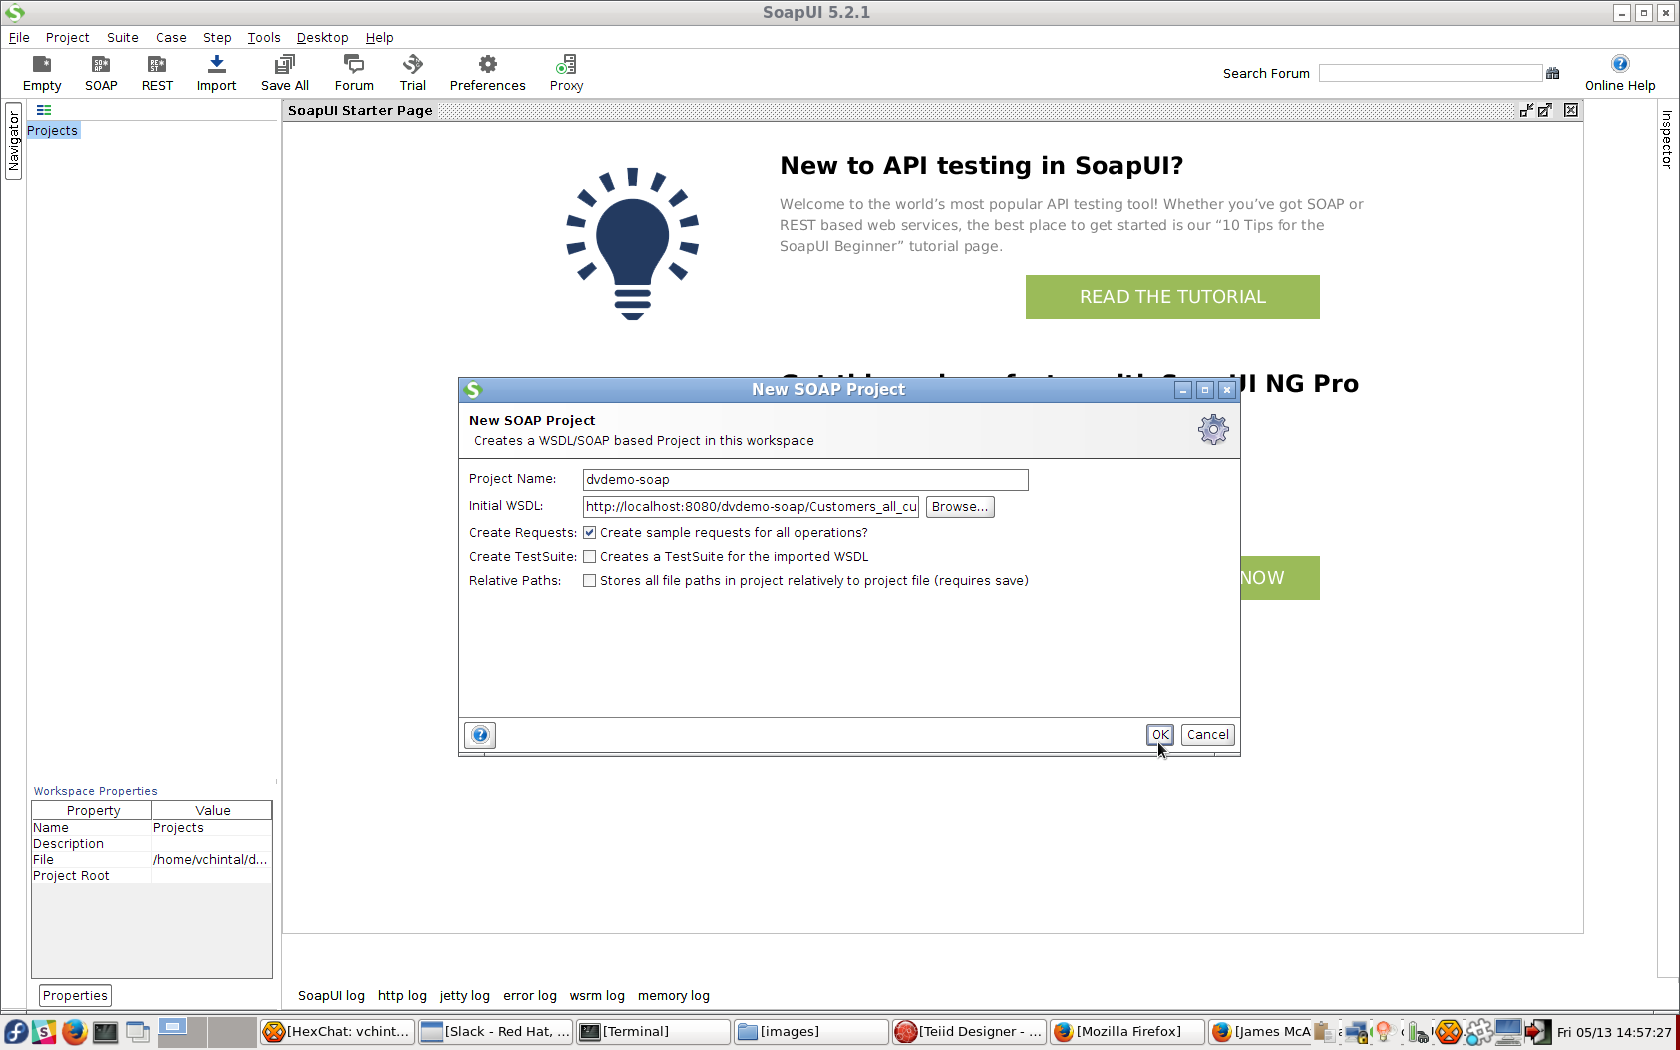 SoapUI 5.2.1
File Project Suite Case Step Tools Desktop Help
Empty SOAP REST Import Save All Forum Trial Preferences Proxy
Search Forum
Online Help
Navigator
Projects
SoapUI Starter Page
Inspector
New to API testing in SoapUI?
Welcome to the world’s most popular API testing tool! Whether you’ve got SOAP or
REST based web services, the best place to get started is our “10 Tips for the
SoapUI Beginner” tutorial page.
READ THE TUTORIAL
UI NG Pro
NOW
New SOAP Project
New SOAP Project
Creates a WSDL/SOAP based Project in this workspace
Project Name: dvdemo-soap
Initial WSDL: http://localhost:8080/dvdemo-soap/Customers_all_cu Browse...
Create Requests: Create sample requests for all operations?
Create TestSuite: Creates a TestSuite for the imported WSDL
Relative Paths: Stores all file paths in project relatively to project file (requires save)
OK Cancel
Workspace Properties
Property Value
Name Projects
Description
File /home/vchintal/d...
Project Root
Properties
SoapUI log http log jetty log error log wsrm log memory log
[HexChat: vchint... [Slack - Red Hat, ... [Terminal] [images] [Teiid Designer - ... [Mozilla Firefox] [James McA Fri 05/13 14:57:27